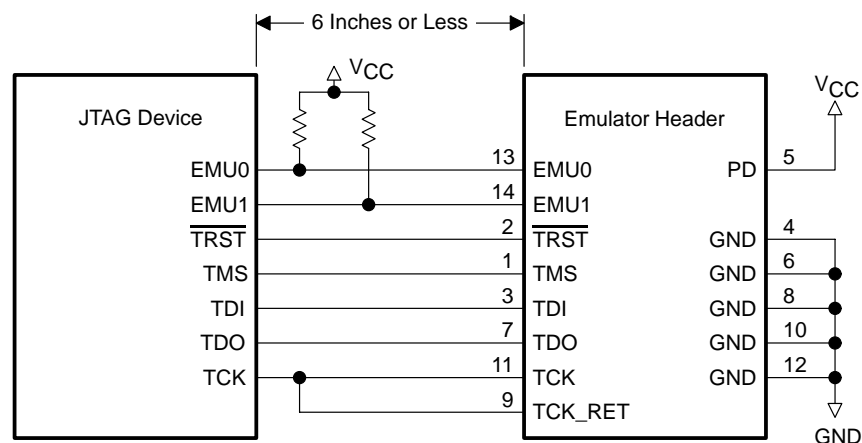 6 Inches or Less
VCC
VCC
JTAG Device
Emulator Header
EMU0 13 EMU0 PD 5
EMU1 14 EMU1
T̅R̅S̅T̅ 2 T̅R̅S̅T̅ GND 4
TMS 1 TMS GND 6
TDI 3 TDI GND 8
TDO 7 TDO GND 10
TCK 11 TCK GND 12
9 TCK_RET
GND